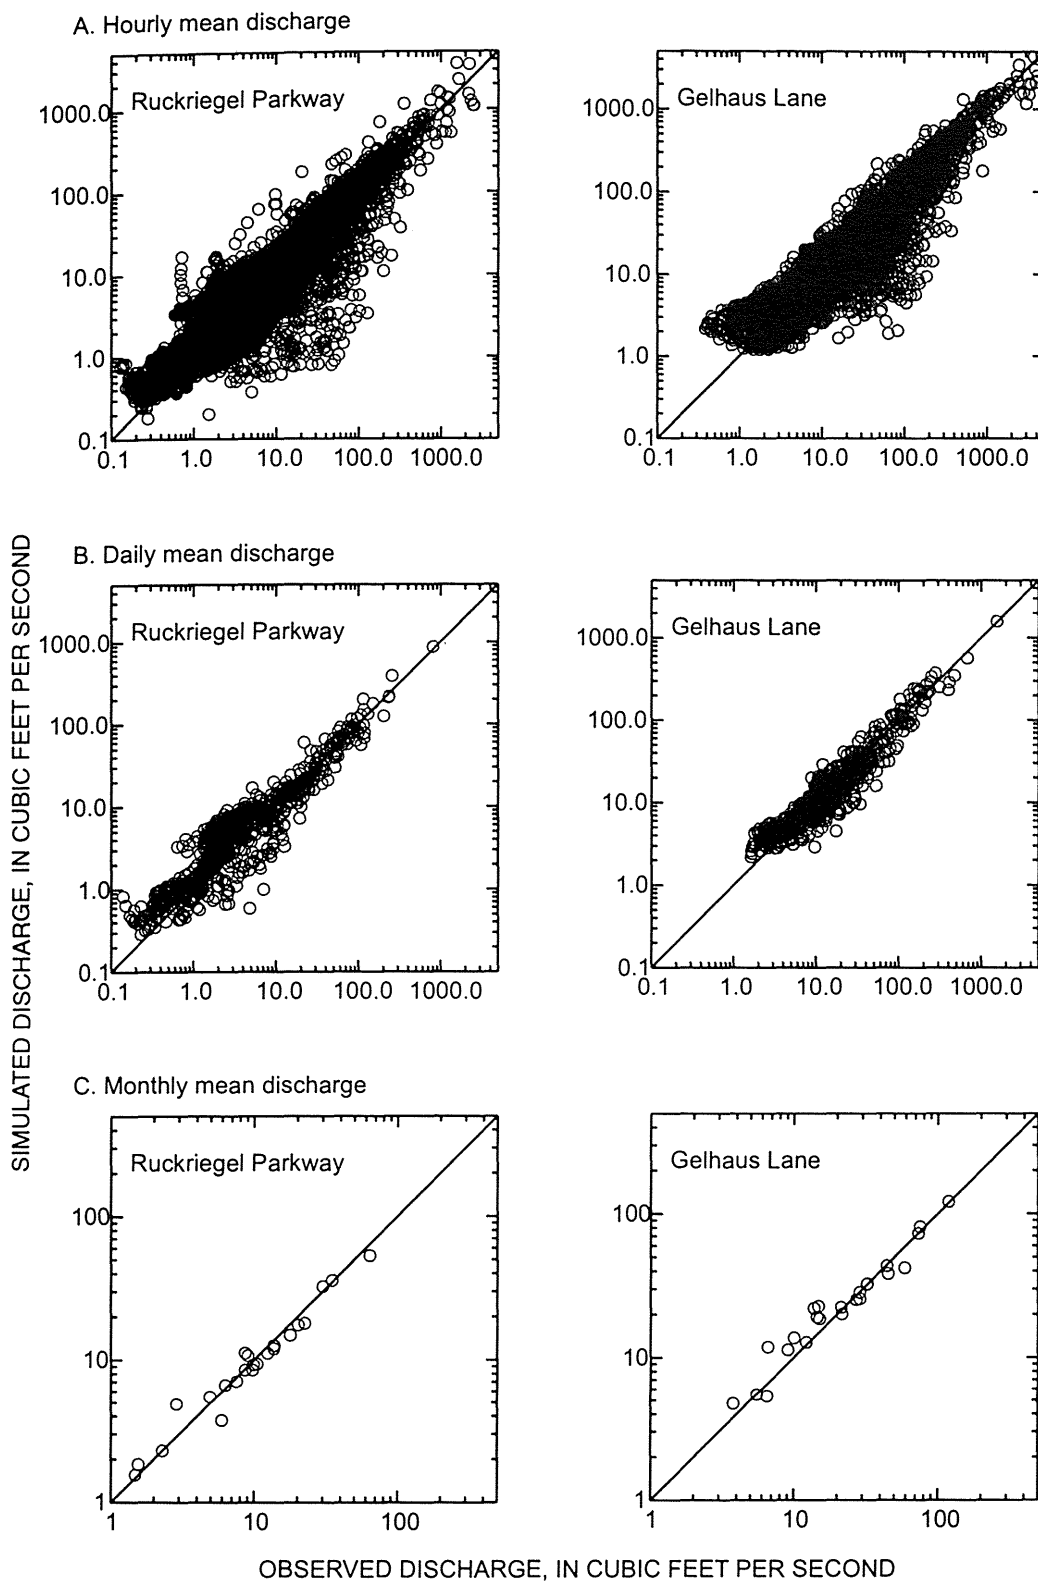 A. Hourly mean discharge
Ruckriegel Parkway
1000.0
100.0
10.0
1.0
0.1
0.1 1.0 10.0 100.0 1000.0
Gelhaus Lane
1000.0
100.0
10.0
1.0
0.1
0.1 1.0 10.0 100.0 1000.0
SIMULATED DISCHARGE, IN CUBIC FEET PER SECOND
B. Daily mean discharge
Ruckriegel Parkway
1000.0
100.0
10.0
1.0
0.1
0.1 1.0 10.0 100.0 1000.0
Gelhaus Lane
1000.0
100.0
10.0
1.0
0.1
0.1 1.0 10.0 100.0 1000.0
C. Monthly mean discharge
Ruckriegel Parkway
100
10
1
1 10 100
Gelhaus Lane
100
10
1
1 10 100
OBSERVED DISCHARGE, IN CUBIC FEET PER SECOND